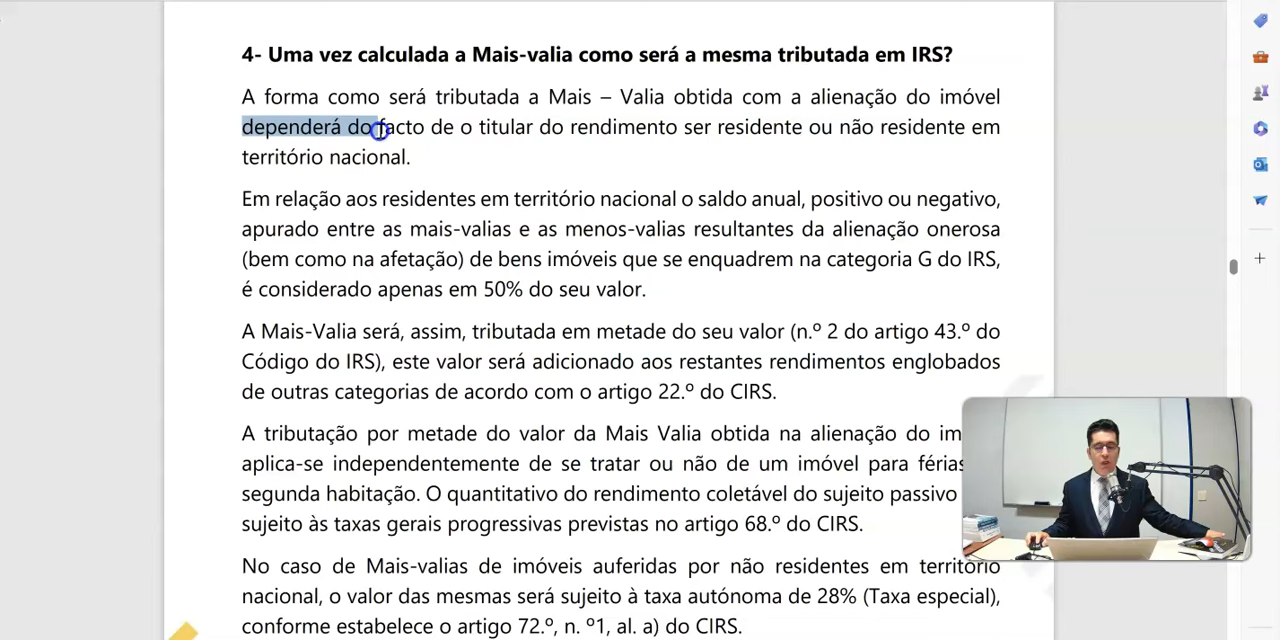 4- Uma vez calculada a Mais-valia como será a mesma tributada em IRS?
A forma como será tributada a Mais – Valia obtida com a alienação do imóvel
dependerá do facto de o titular do rendimento ser residente ou não residente em
território nacional.
Em relação aos residentes em território nacional o saldo anual, positivo ou negativo,
apurado entre as mais-valias e as menos-valias resultantes da alienação onerosa
(bem como na afetação) de bens imóveis que se enquadrem na categoria G do IRS,
é considerado apenas em 50% do seu valor.
A Mais-Valia será, assim, tributada em metade do seu valor (n.º 2 do artigo 43.º do
Código do IRS), este valor será adicionado aos restantes rendimentos englobados
de outras categorias de acordo com o artigo 22.º do CIRS.
A tributação por metade do valor da Mais Valia obtida na alienação do im
aplica-se independentemente de se tratar ou não de um imóvel para férias
segunda habitação. O quantitativo do rendimento coletável do sujeito passivo
sujeito às taxas gerais progressivas previstas no artigo 68.º do CIRS.
No caso de Mais-valias de imóveis auferidas por não residentes em território
nacional, o valor das mesmas será sujeito à taxa autónoma de 28% (Taxa especial),
conforme estabelece o artigo 72.º, n. º1, al. a) do CIRS.